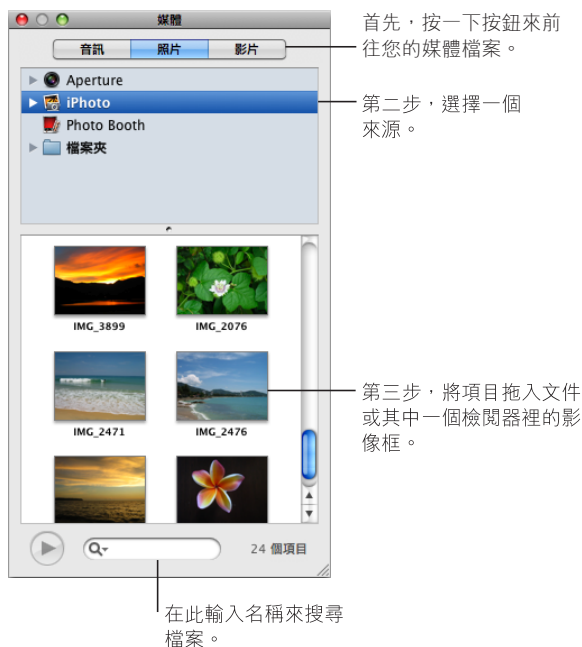 媒體
音訊 照片 影片
Aperture
iPhoto
Photo Booth
檔案夾
IMG_3899 IMG_2076
IMG_2471 IMG_2476
24 個項目
首先，按一下按鈕來前
往您的媒體檔案。
第二步，選擇一個
來源。
第三步，將項目拖入文件
或其中一個檢閱器裡的影
像框。
在此輸入名稱來搜尋
檔案。